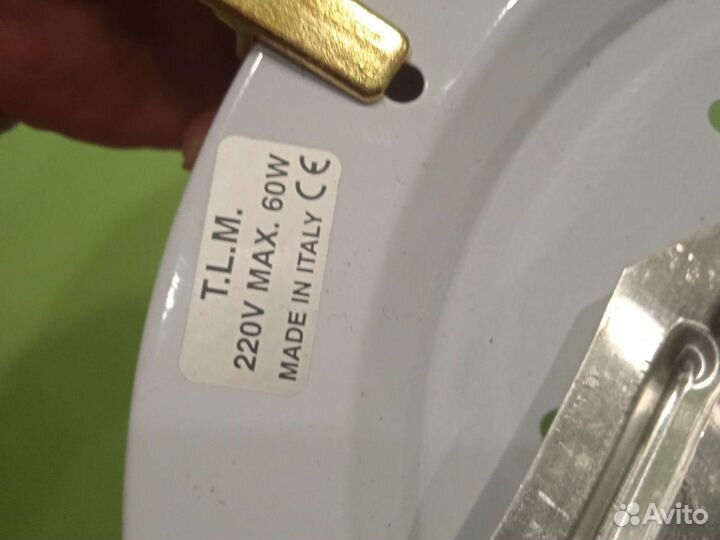 T.L.M.
220V MAX. 60W
MADE IN ITALY CE
Avito